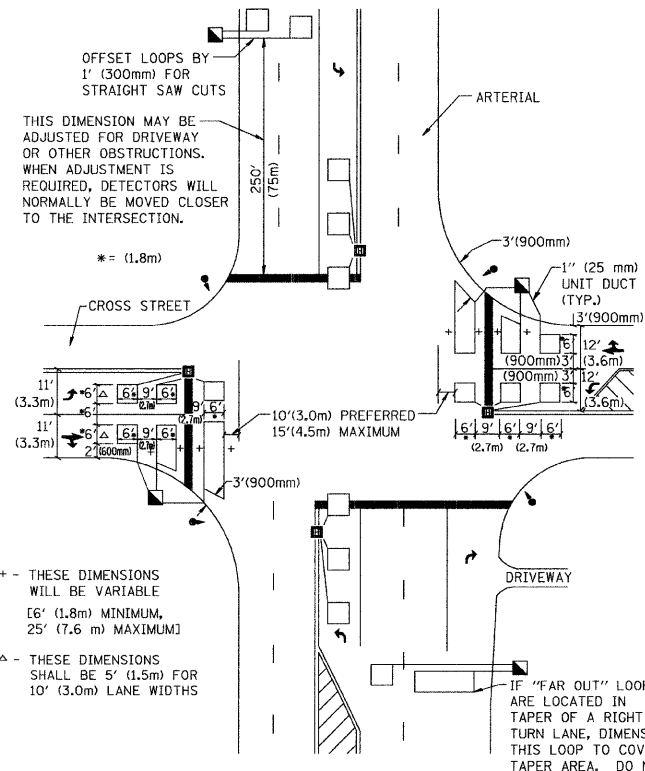 OFFSET LOOPS BY
1' (300mm) FOR
STRAIGHT SAW CUTS
ARTERIAL
THIS DIMENSION MAY BE
ADJUSTED FOR DRIVEWAY
OR OTHER OBSTRUCTIONS.
WHEN ADJUSTMENT IS
REQUIRED, DETECTORS WILL
NORMALLY BE MOVED CLOSER
TO THE INTERSECTION.
250'
(75m)
*= (1.8m)
3'(900mm)
1" (25 mm)
UNIT DUCT
(TYP.)
CROSS STREET
3'(900mm)
6'
12'
(3.6m)
(900mm) 3'
(900mm) 3'
12'
6'
(3.6m)
6' 9' 6' 9' 6'
* * *
(2.7m) (2.7m)
11'
(3.3m)
*6' △ 6'* 9' 6'*
(2.7m)
9' 6'
(2.7m) *
11'
(3.3m)
*6' △ 6'* 9' 6'*
(2.7m)
2' (600mm)
10'(3.0m) PREFERRED
15'(4.5m) MAXIMUM
3'(900mm)
+ - THESE DIMENSIONS
WILL BE VARIABLE
[6' (1.8m) MINIMUM,
25' (7.6 m) MAXIMUM]
DRIVEWAY
△ - THESE DIMENSIONS
SHALL BE 5' (1.5m) FOR
10' (3.0m) LANE WIDTHS
IF "FAR OUT" LOO
ARE LOCATED IN
TAPER OF A RIGHT
TURN LANE, DIMENS
THIS LOOP TO COV
TAPER AREA. DO N